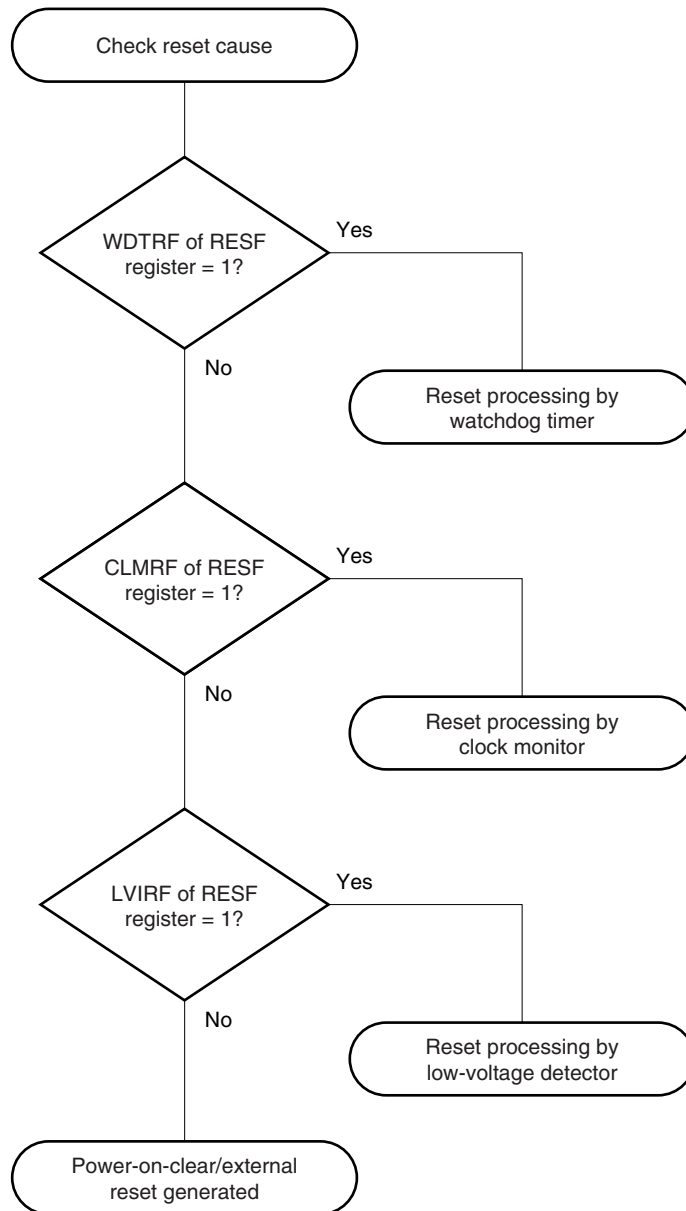 Check reset cause
WDTRF of RESF
register = 1?
Yes
No
Reset processing by
watchdog timer
CLMRF of RESF
register = 1?
Yes
No
Reset processing by
clock monitor
LVIRF of RESF
register = 1?
Yes
No
Reset processing by
low-voltage detector
Power-on-clear/external
reset generated